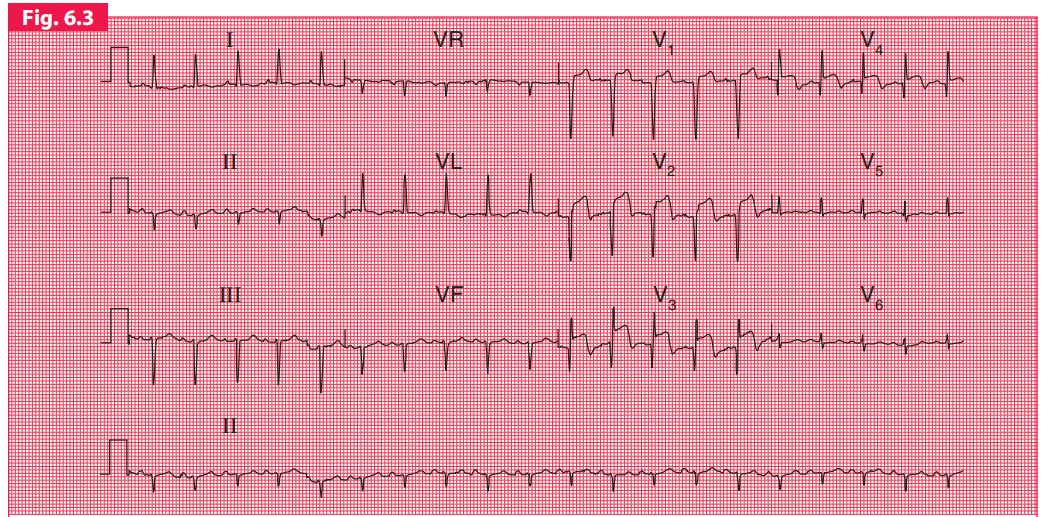 Fig. 6.3
I VR V₁ V₄
II VL V₂ V₅
III VF V₃ V₆
II